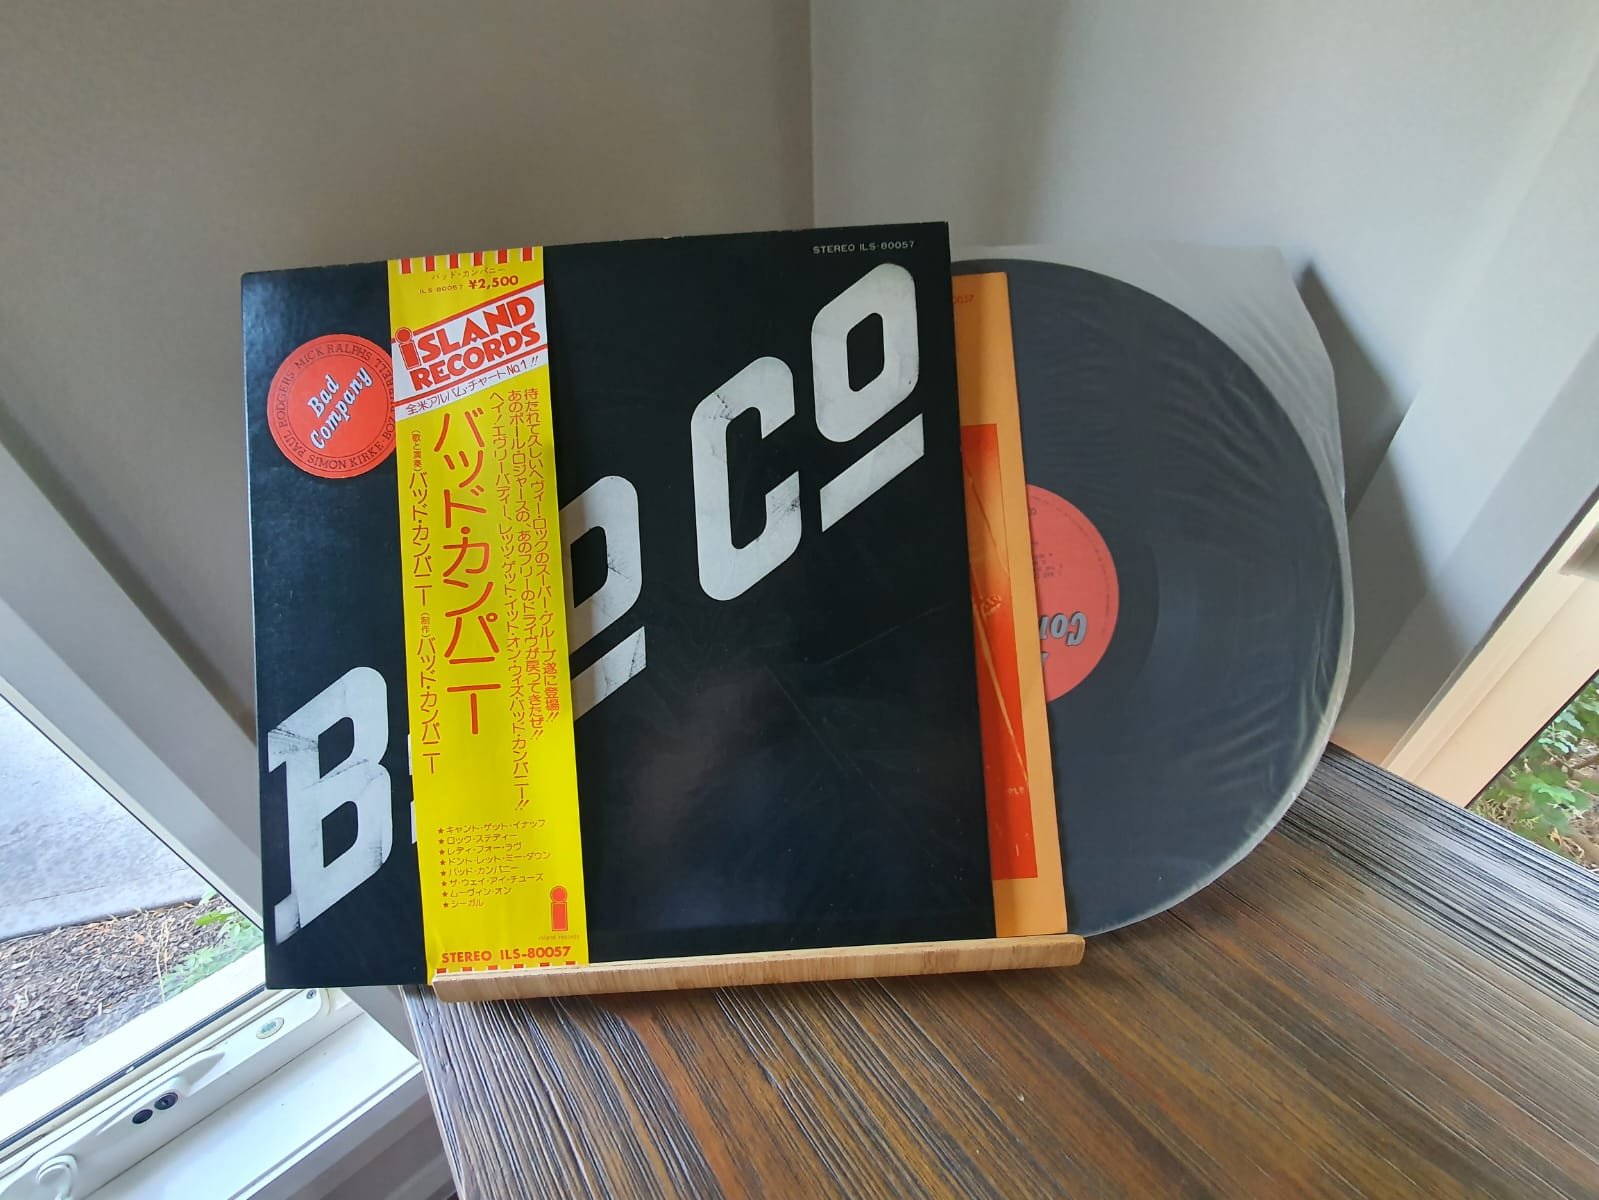 STEREO ILS-80057
BAD CO
Bad
Company
PAUL RODGERS MICK RALPHS
SIMON KIRKE BOZ
バッド・カンパニー
ILS-80057 ¥2,500
ISLAND
RECORDS
全米アルバム・チャートNo.1!!
待たれて久しいヘヴィー・ロックのスーパー・グループ遂に登場!!
あのポール・ロジャースの、あのフリーのドライヴが戻ってきたぜ!!
ヘイ!エヴリーバディー、レッツ・ゲット・イット・オン・ウィズ・バッド・カンパニー!!
バッド・カンパニー
(歌と演奏)バッド・カンパニー (制作)バッド・カンパニー
★キャント・ゲット・イナッフ
★ロック・ステディー
★レディ・フォー・ラヴ
★ドント・レット・ミー・ダウン
★バッド・カンパニー
★ザ・ウェイ・アイ・チューズ
★ムーヴィン・オン
★シーガル
island records
STEREO ILS-80057